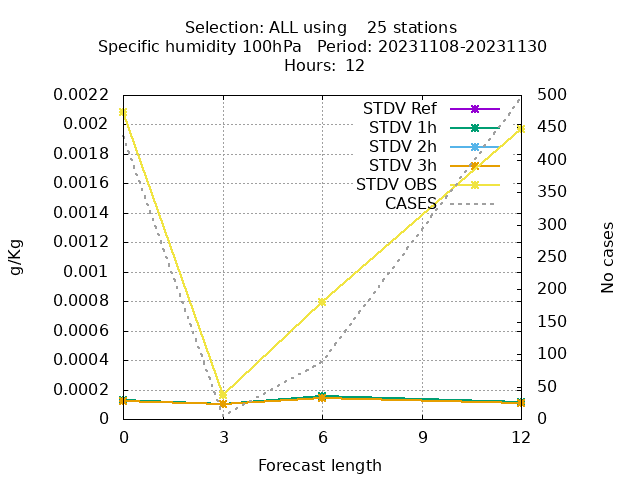 Selection: ALL using    25 stations
Specific humidity 100hPa   Period: 20231108-20231130
Hours: 12
0.0022
0.002
0.0018
0.0016
0.0014
0.0012
0.001
0.0008
0.0006
0.0004
0.0002
0
g/Kg
STDV Ref
STDV 1h
STDV 2h
STDV 3h
STDV OBS
CASES
500
450
400
350
300
250
200
150
100
50
0
No cases
0 3 6 9 12
Forecast length